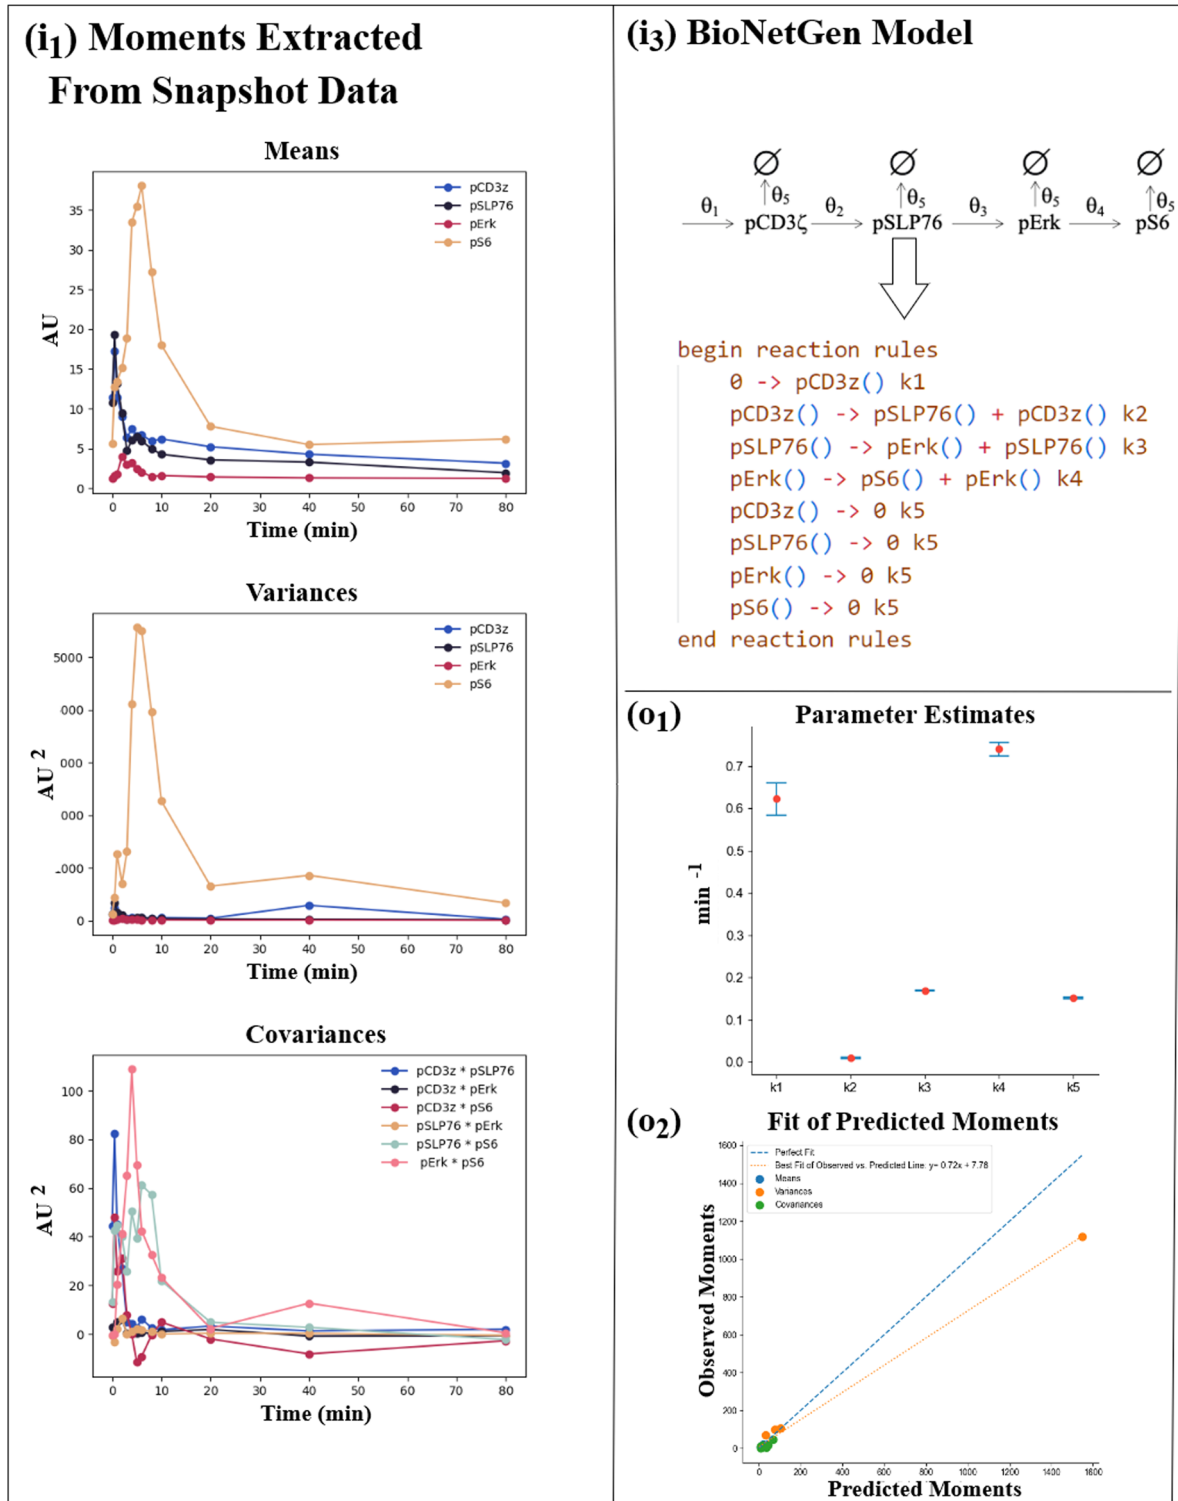 (i1) Moments Extracted
From Snapshot Data
Means
pCD3z
pSLP76
pErk
pS6
35
30
25
20
15
10
5
0
AU
0 10 20 30 40 50 60 70 80
Time (min)
Variances
pCD3z
pSLP76
pErk
pS6
5000
000
000
000
000
0
AU 2
0 10 20 30 40 50 60 70 80
Time (min)
Covariances
pCD3z * pSLP76
pCD3z * pErk
pCD3z * pS6
pSLP76 * pErk
pSLP76 * pS6
pErk * pS6
100
80
60
40
20
0
AU 2
0 10 20 30 40 50 60 70 80
Time (min)
(i3) BioNetGen Model
∅ ∅ ∅ ∅
θ1 θ5 θ2 θ5 θ3 θ5 θ4 θ5
pCD3ζ pSLP76 pErk pS6
begin reaction rules
0 -> pCD3z() k1
pCD3z() -> pSLP76() + pCD3z() k2
pSLP76() -> pErk() + pSLP76() k3
pErk() -> pS6() + pErk() k4
pCD3z() -> 0 k5
pSLP76() -> 0 k5
pErk() -> 0 k5
pS6() -> 0 k5
end reaction rules
(o1) Parameter Estimates
0.7
0.6
0.5
0.4
0.3
0.2
0.1
0.0
min -1
k1 k2 k3 k4 k5
(o2) Fit of Predicted Moments
Perfect Fit
Best Fit of Observed vs. Predicted Line: y= 0.72x + 7.78
Means
Variances
Covariances
1600
1400
1200
1000
800
600
400
200
0
Observed Moments
0 200 400 600 800 1000 1200 1400 1600
Predicted Moments